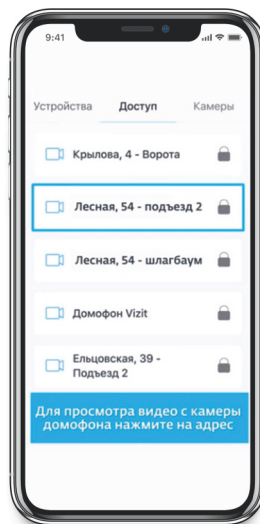 9:41
Устройства Доступ Камеры
Крылова, 4 - Ворота
Лесная, 54 - подъезд 2
Лесная, 54 - шлагбаум
Домофон Vizit
Ельцовская, 39 -
Подъезд 2
Для просмотра видео с камеры
домофона нажмите на адрес